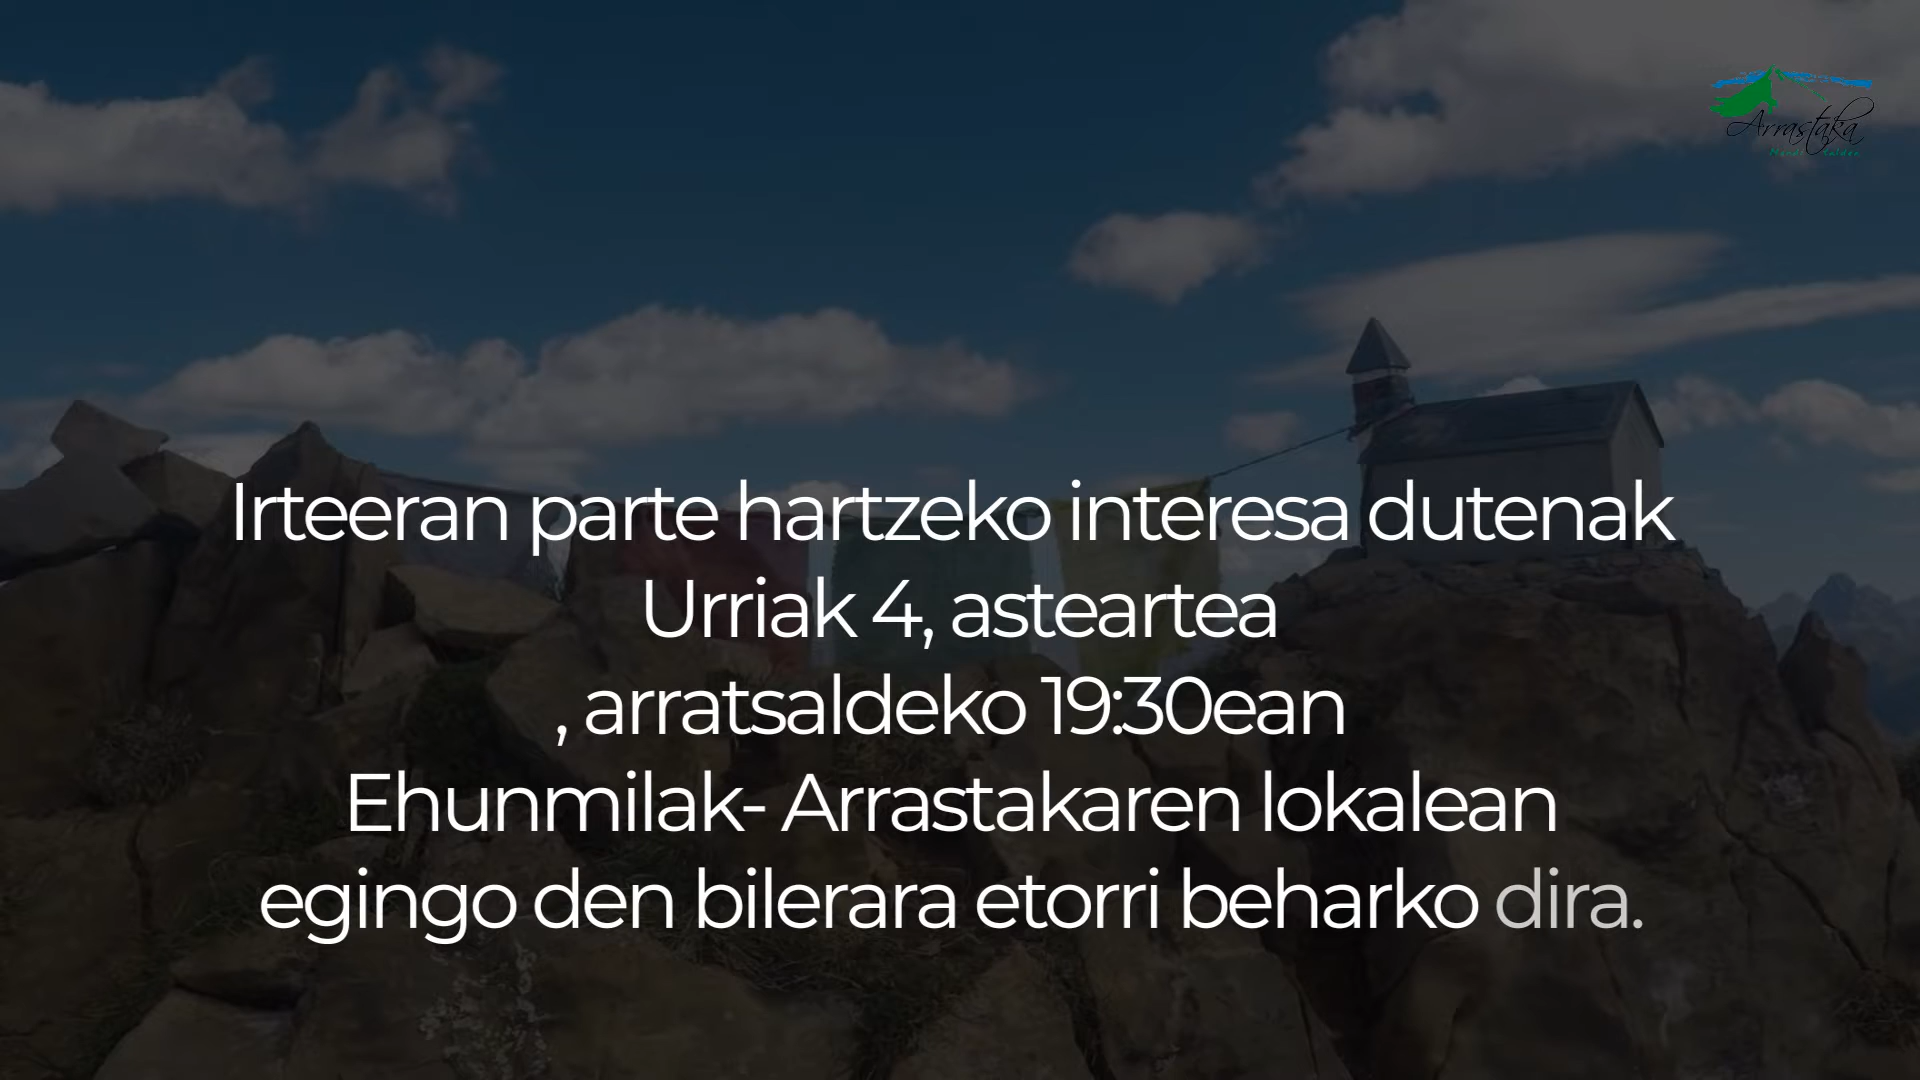 Arrastaka
Irteeran parte hartzeko interesa dutenak
Urriak 4, asteartea
, arratsaldeko 19:30ean
Ehunmilak- Arrastakaren lokalean
egingo den bilerara etorri beharko dira.